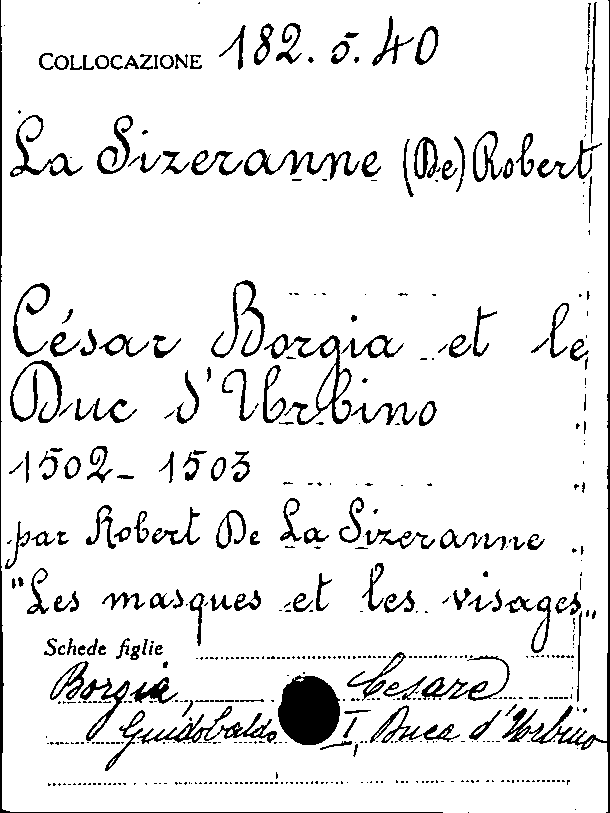 COLLOCAZIONE 182.5.40
La Sizeranne (De) Robert
César Borgia et le
Duc d'Urbino
1502-1503
par Robert De La Sizeranne
"Les masques et les visages"
Schede figlie
Borgia, Cesare
Guidobaldo I, Duca d'Urbino